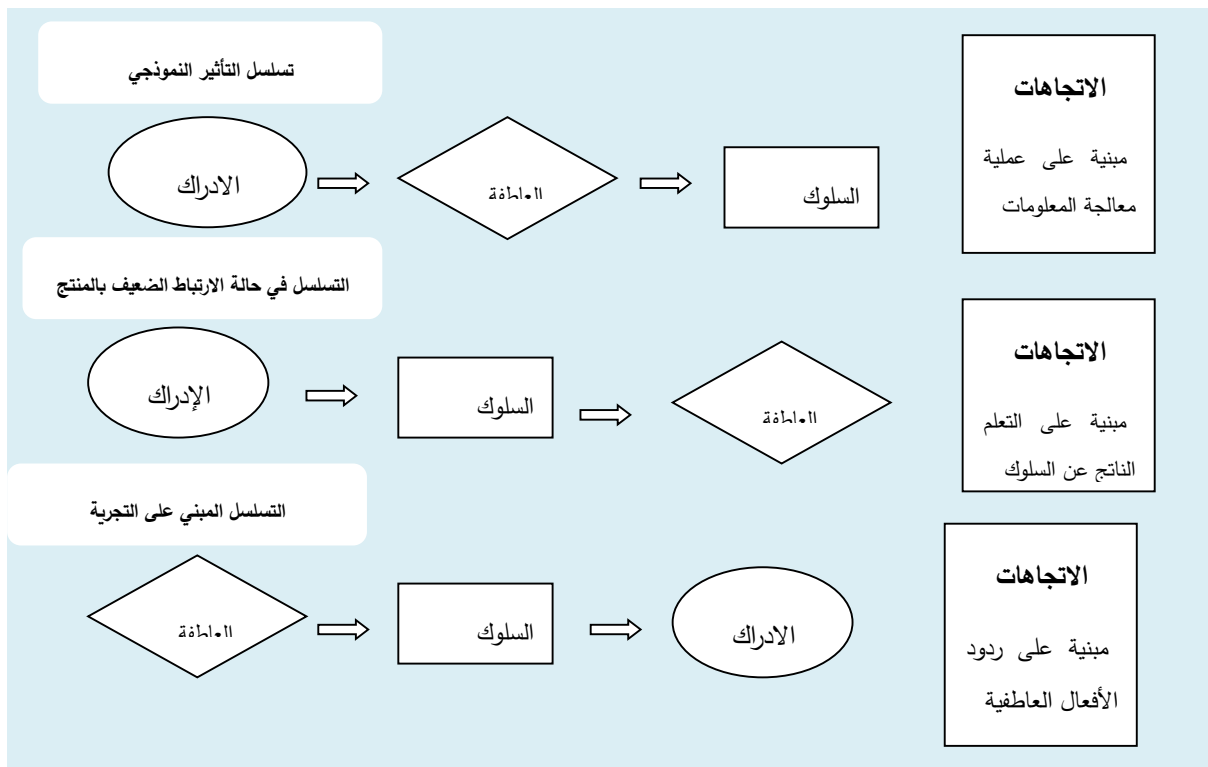 تسلسل التأثير النموذجي
الادراك
العاطفة
السلوك
الاتجاهات
مبنية على عملية
معالجة المعلومات
التسلسل في حالة الارتباط الضعيف بالمنتج
الإدراك
السلوك
العاطفة
الاتجاهات
مبنية على التعلم
الناتج عن السلوك
التسلسل المبني على التجربة
العاطفة
السلوك
الادراك
الاتجاهات
مبنية على ردود
الأفعال العاطفية